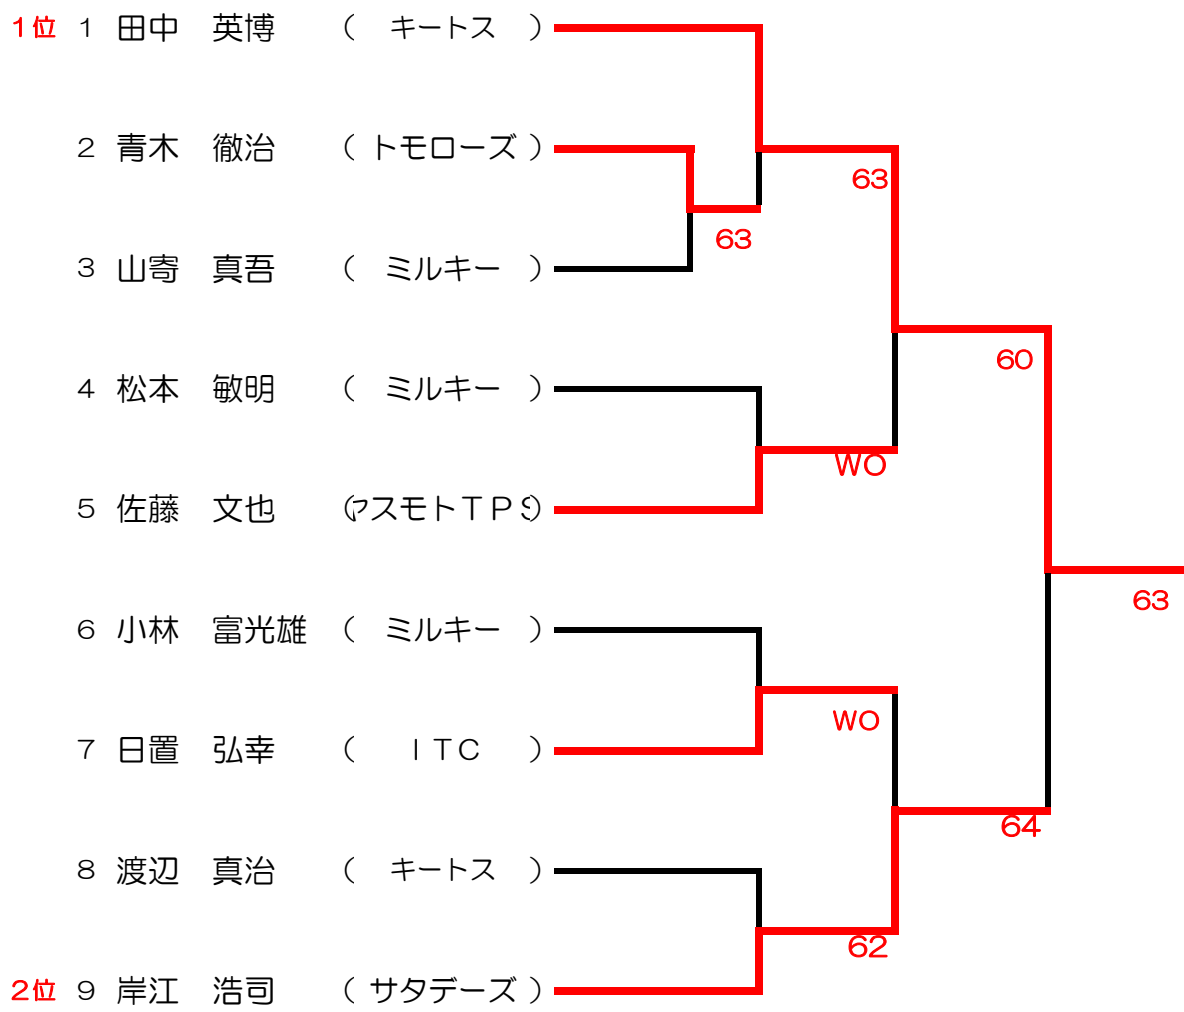 1位 1 田中 英博 ( キートス )
63
2 青木 徹治 ( トモローズ )
63
3 山寄 真吾 ( ミルキー )
60
4 松本 敏明 ( ミルキー )
WO
5 佐藤 文也 (ヤスモトTPS)
63
6 小林 富光雄 ( ミルキー )
WO
7 日置 弘幸 ( ITC )
64
8 渡辺 真治 ( キートス )
62
2位 9 岸江 浩司 ( サタデーズ )